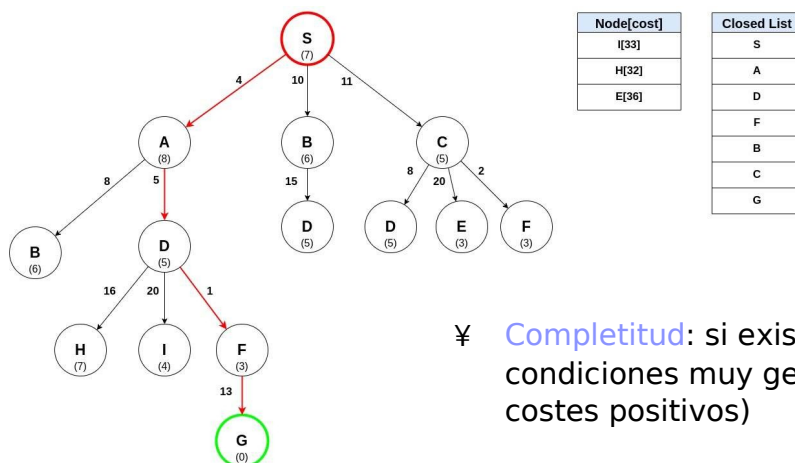 S
(7)
4
10
11
A
(8)
B
(6)
C
(5)
8
5
15
8
20
2
B
(6)
D
(5)
D
(5)
D
(5)
E
(3)
F
(3)
16
20
1
H
(7)
I
(4)
F
(3)
13
G
(0)
Node[cost]
I[33]
H[32]
E[36]
Closed List
S
A
D
F
B
C
G
¥ Completitud: si exis
condiciones muy ge
costes positivos)